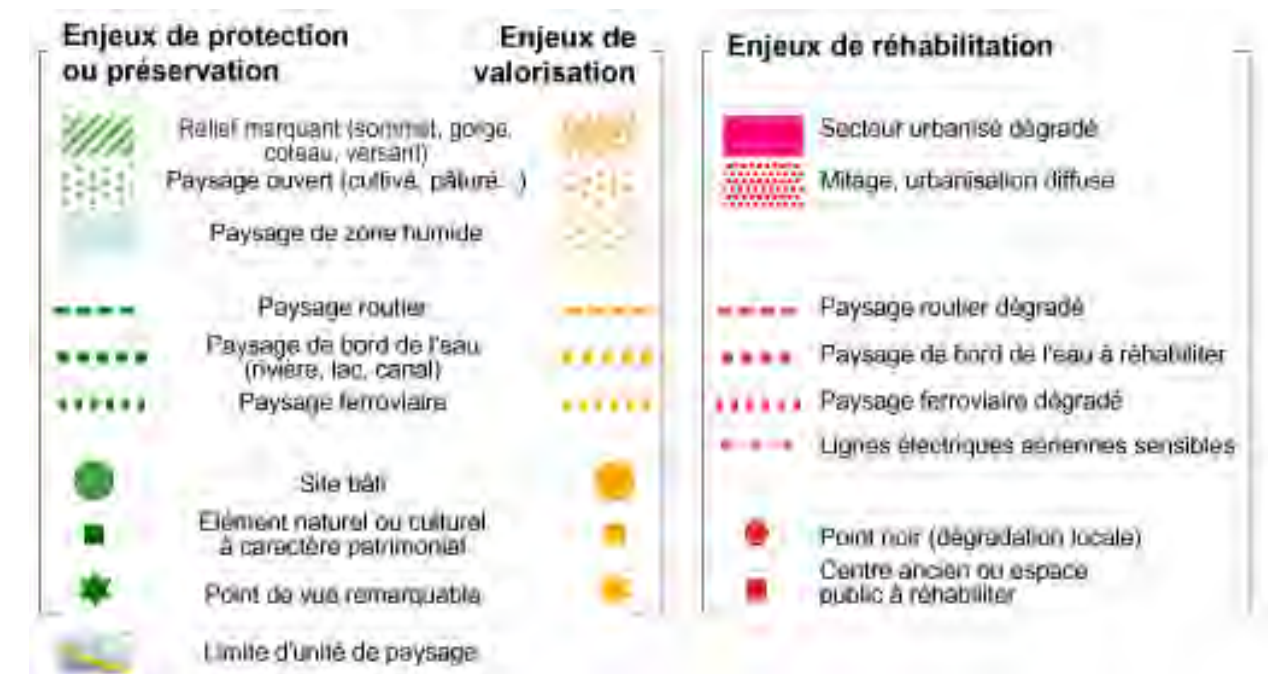 Enjeux de protection
ou préservation
Enjeux de
valorisation
Relief marquant (sommet, gorge,
coteau, versant)
Paysage ouvert (cultivé, pâturé...)
Paysage de zone humide
Paysage routier
Paysage de bord de l'eau
(rivière, lac, canal)
Paysage ferroviaire
Site bâti
Elément naturel ou culturel
à caractère patrimonial
Point de vue remarquable
Limite d'unité de paysage
Enjeux de réhabilitation
Secteur urbanisé dégradé
Mitage, urbanisation diffuse
Paysage routier dégradé
Paysage de bord de l'eau à réhabiliter
Paysage ferroviaire dégradé
Lignes électriques aériennes sensibles
Point noir (dégradation locale)
Centre ancien ou espace
public à réhabiliter